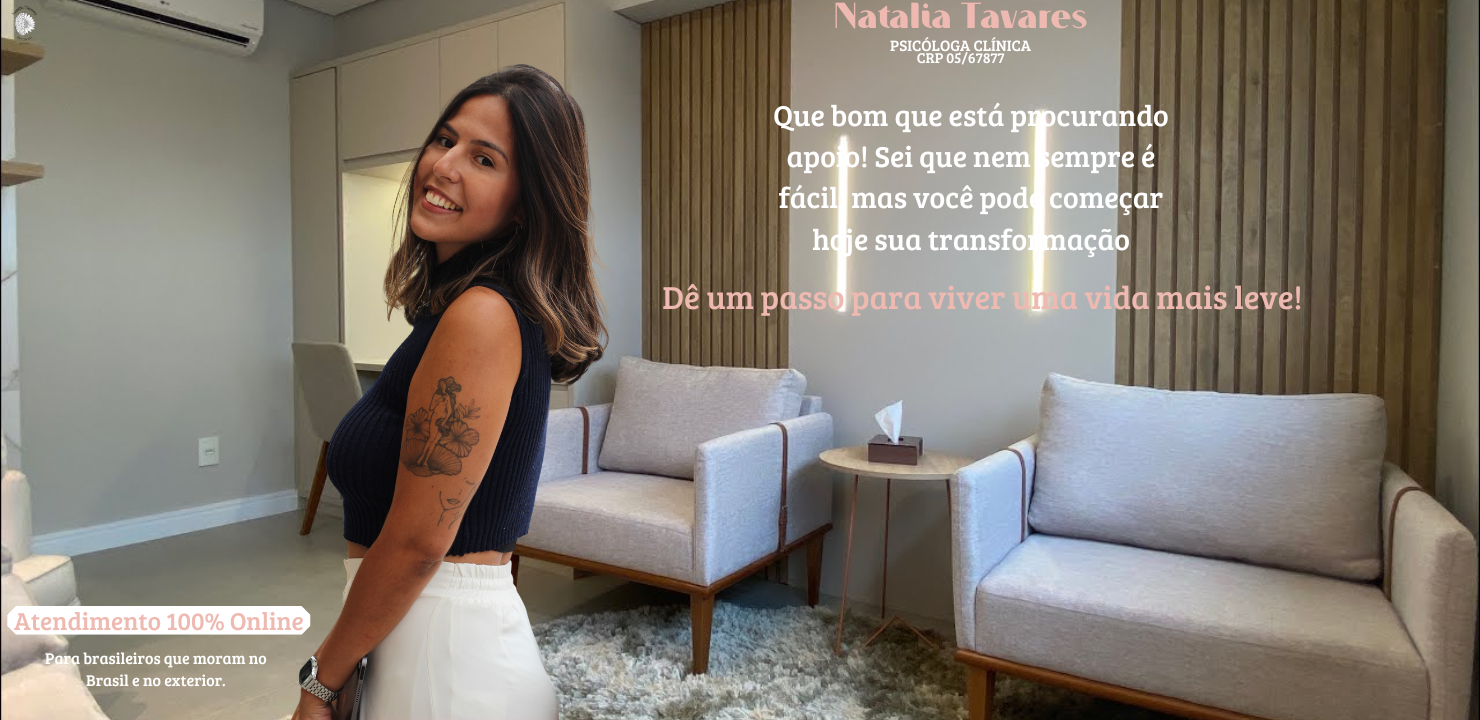 Natalia Tavares
PSICÓLOGA CLÍNICA
CRP 05/67877
Que bom que está procurando
apoio! Sei que nem sempre é
fácil, mas você pode começar
hoje sua transformação
Dê um passo para viver uma vida mais leve!
Atendimento 100% Online
Para brasileiros que moram no
Brasil e no exterior.